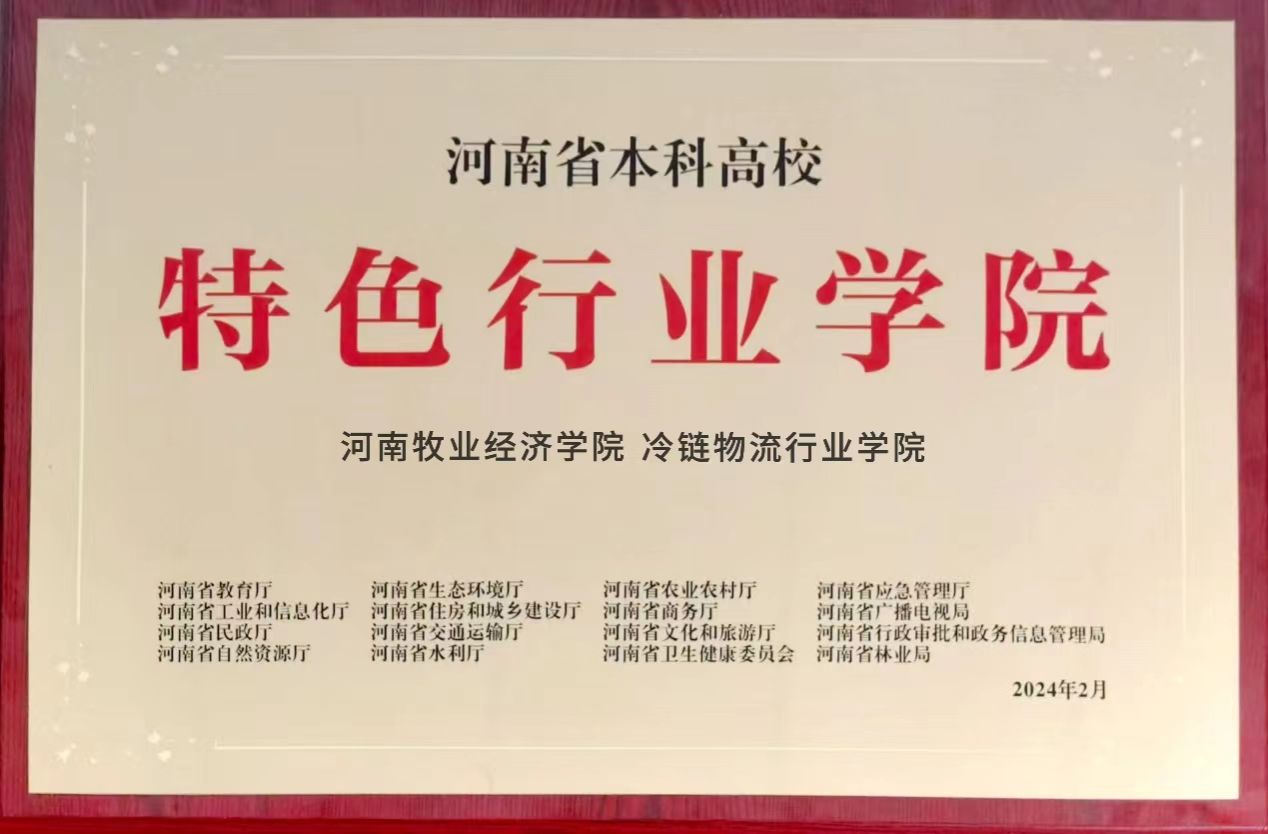 河南省本科高校
特色行业学院
河南牧业经济学院 冷链物流行业学院
河南省教育厅 河南省生态环境厅 河南省农业农村厅 河南省应急管理厅
河南省工业和信息化厅 河南省住房和城乡建设厅 河南省商务厅 河南省广播电视局
河南省民政厅 河南省交通运输厅 河南省文化和旅游厅 河南省行政审批和政务信息管理局
河南省自然资源厅 河南省水利厅 河南省卫生健康委员会 河南省林业局
2024年2月